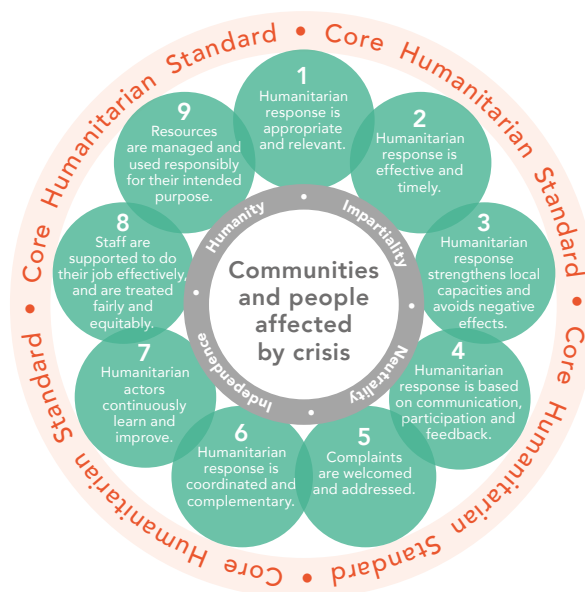 Core Humanitarian Standard • Core Humanitarian Standard • Core Humanitarian Standard • Core Humanitarian Standard • Core Humanitarian Standard •
1
Humanitarian
response is
appropriate
and relevant.
2
Humanitarian
response is
effective and
timely.
3
Humanitarian
response
strengthens local
capacities and
avoids negative
effects.
4
Humanitarian
response is based
on communication,
participation and
feedback.
5
Complaints
are welcomed
and addressed.
6
Humanitarian
response is
coordinated and
complementary.
7
Humanitarian
actors
continuously
learn and
improve.
8
Staff are
supported to do
their job effectively,
and are treated
fairly and
equitably.
9
Resources
are managed and
used responsibly
for their intended
purpose.
Humanity • Impartiality • Neutrality • Independence •
Communities
and people
affected
by crisis